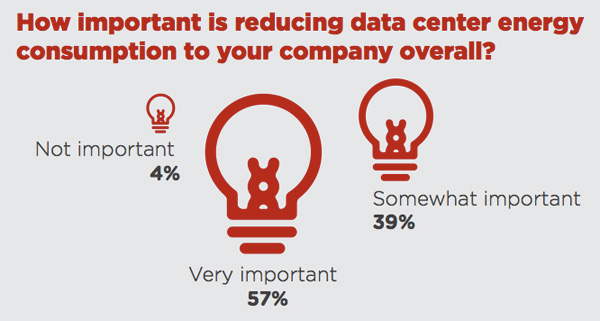 How important is reducing data center energy
consumption to your company overall?
Not important
4%
Very important
57%
Somewhat important
39%